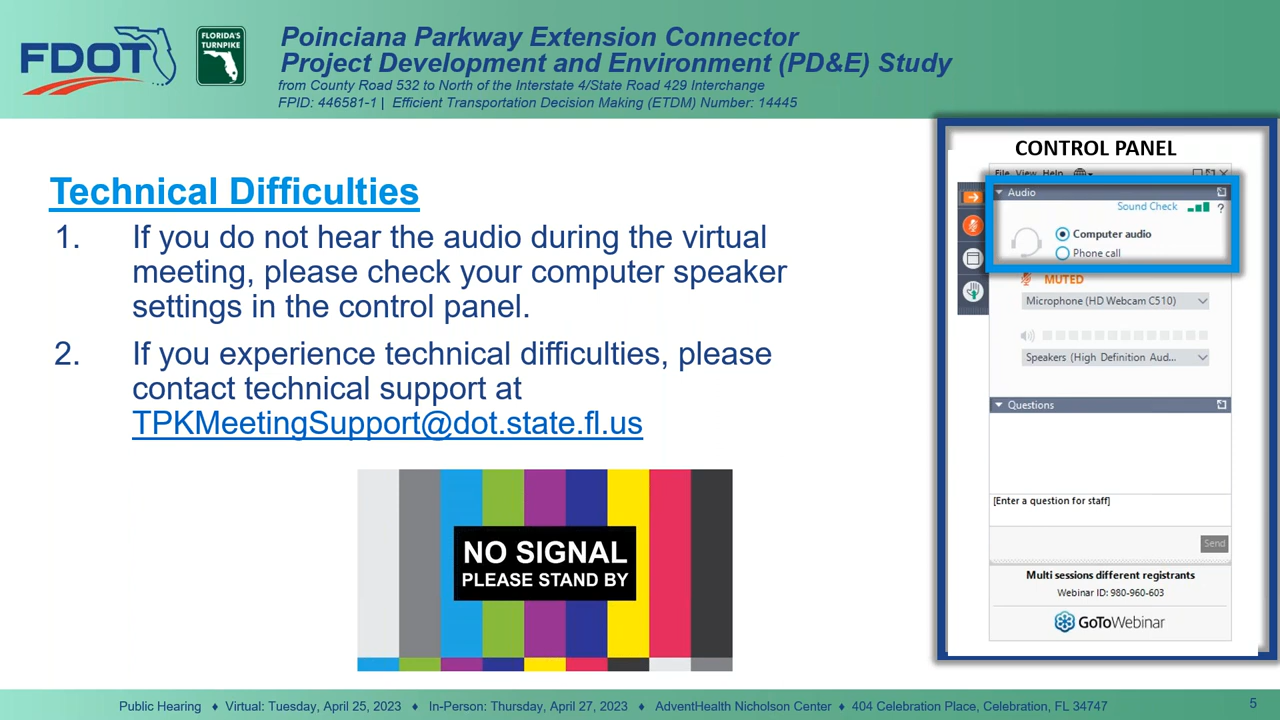 FDOT
FLORIDA'S
TURNPIKE
Poinciana Parkway Extension Connector
Project Development and Environment (PD&E) Study
from County Road 532 to North of the Interstate 4/State Road 429 Interchange
FPID: 446581-1 | Efficient Transportation Decision Making (ETDM) Number: 14445
Technical Difficulties
1. If you do not hear the audio during the virtual
meeting, please check your computer speaker
settings in the control panel.
2. If you experience technical difficulties, please
contact technical support at
TPKMeetingSupport@dot.state.fl.us
NO SIGNAL
PLEASE STAND BY
CONTROL PANEL
File View Help
Audio
Sound Check ?
Computer audio
Phone call
MUTED
Microphone (HD Webcam C510)
Speakers (High Definition Aud...
Questions
[Enter a question for staff]
Send
Multi sessions different registrants
Webinar ID: 980-960-603
GoToWebinar
Public Hearing ♦ Virtual: Tuesday, April 25, 2023 ♦ In-Person: Thursday, April 27, 2023 ♦ AdventHealth Nicholson Center ♦ 404 Celebration Place, Celebration, FL 34747
5